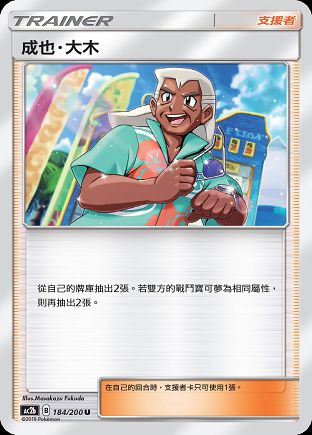 TRAINER
支援者
成也·大木
從自己的牌庫抽出2張。若雙方的戰鬥寶可夢為相同屬性，
則再抽出2張。
Illus.Masakazu Fukuda
在自己的回合時，支援者卡只可使用1張。
AC2b B 184/200 U
©2019 Pokémon